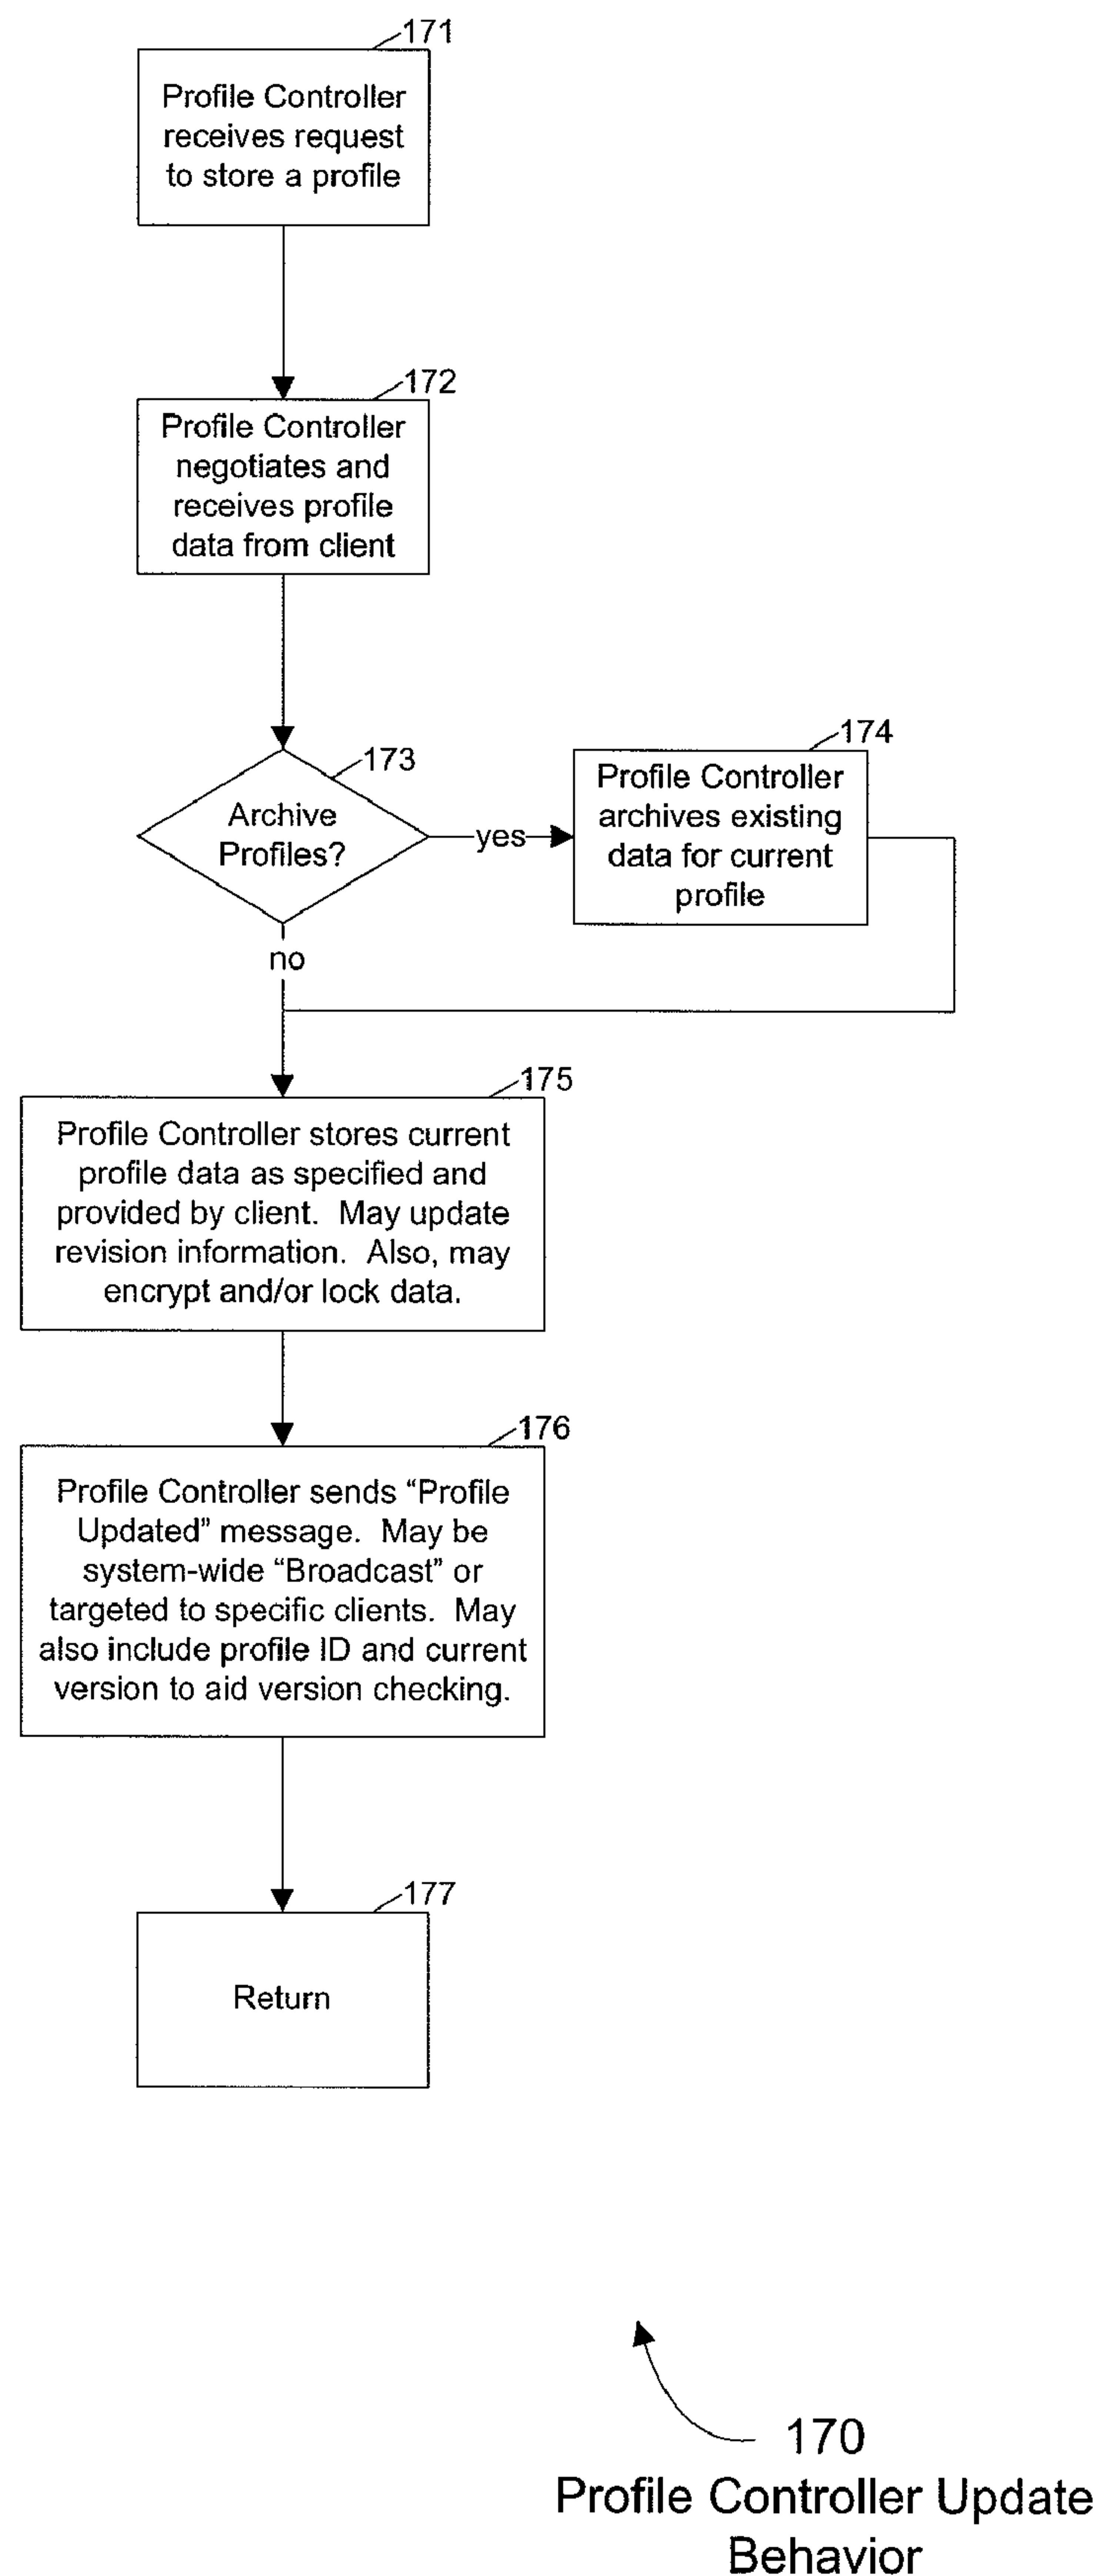 171
Profile Controller
receives request
to store a profile
172
Profile Controller
negotiates and
receives profile
data from client
173
Archive
Profiles?
yes
174
Profile Controller
archives existing
data for current
profile
no
175
Profile Controller stores current
profile data as specified and
provided by client.  May update
revision information.  Also, may
encrypt and/or lock data.
176
Profile Controller sends “Profile
Updated” message.  May be
system-wide “Broadcast” or
targeted to specific clients.  May
also include profile ID and current
version to aid version checking.
177
Return
170
Profile Controller Update
Behavior